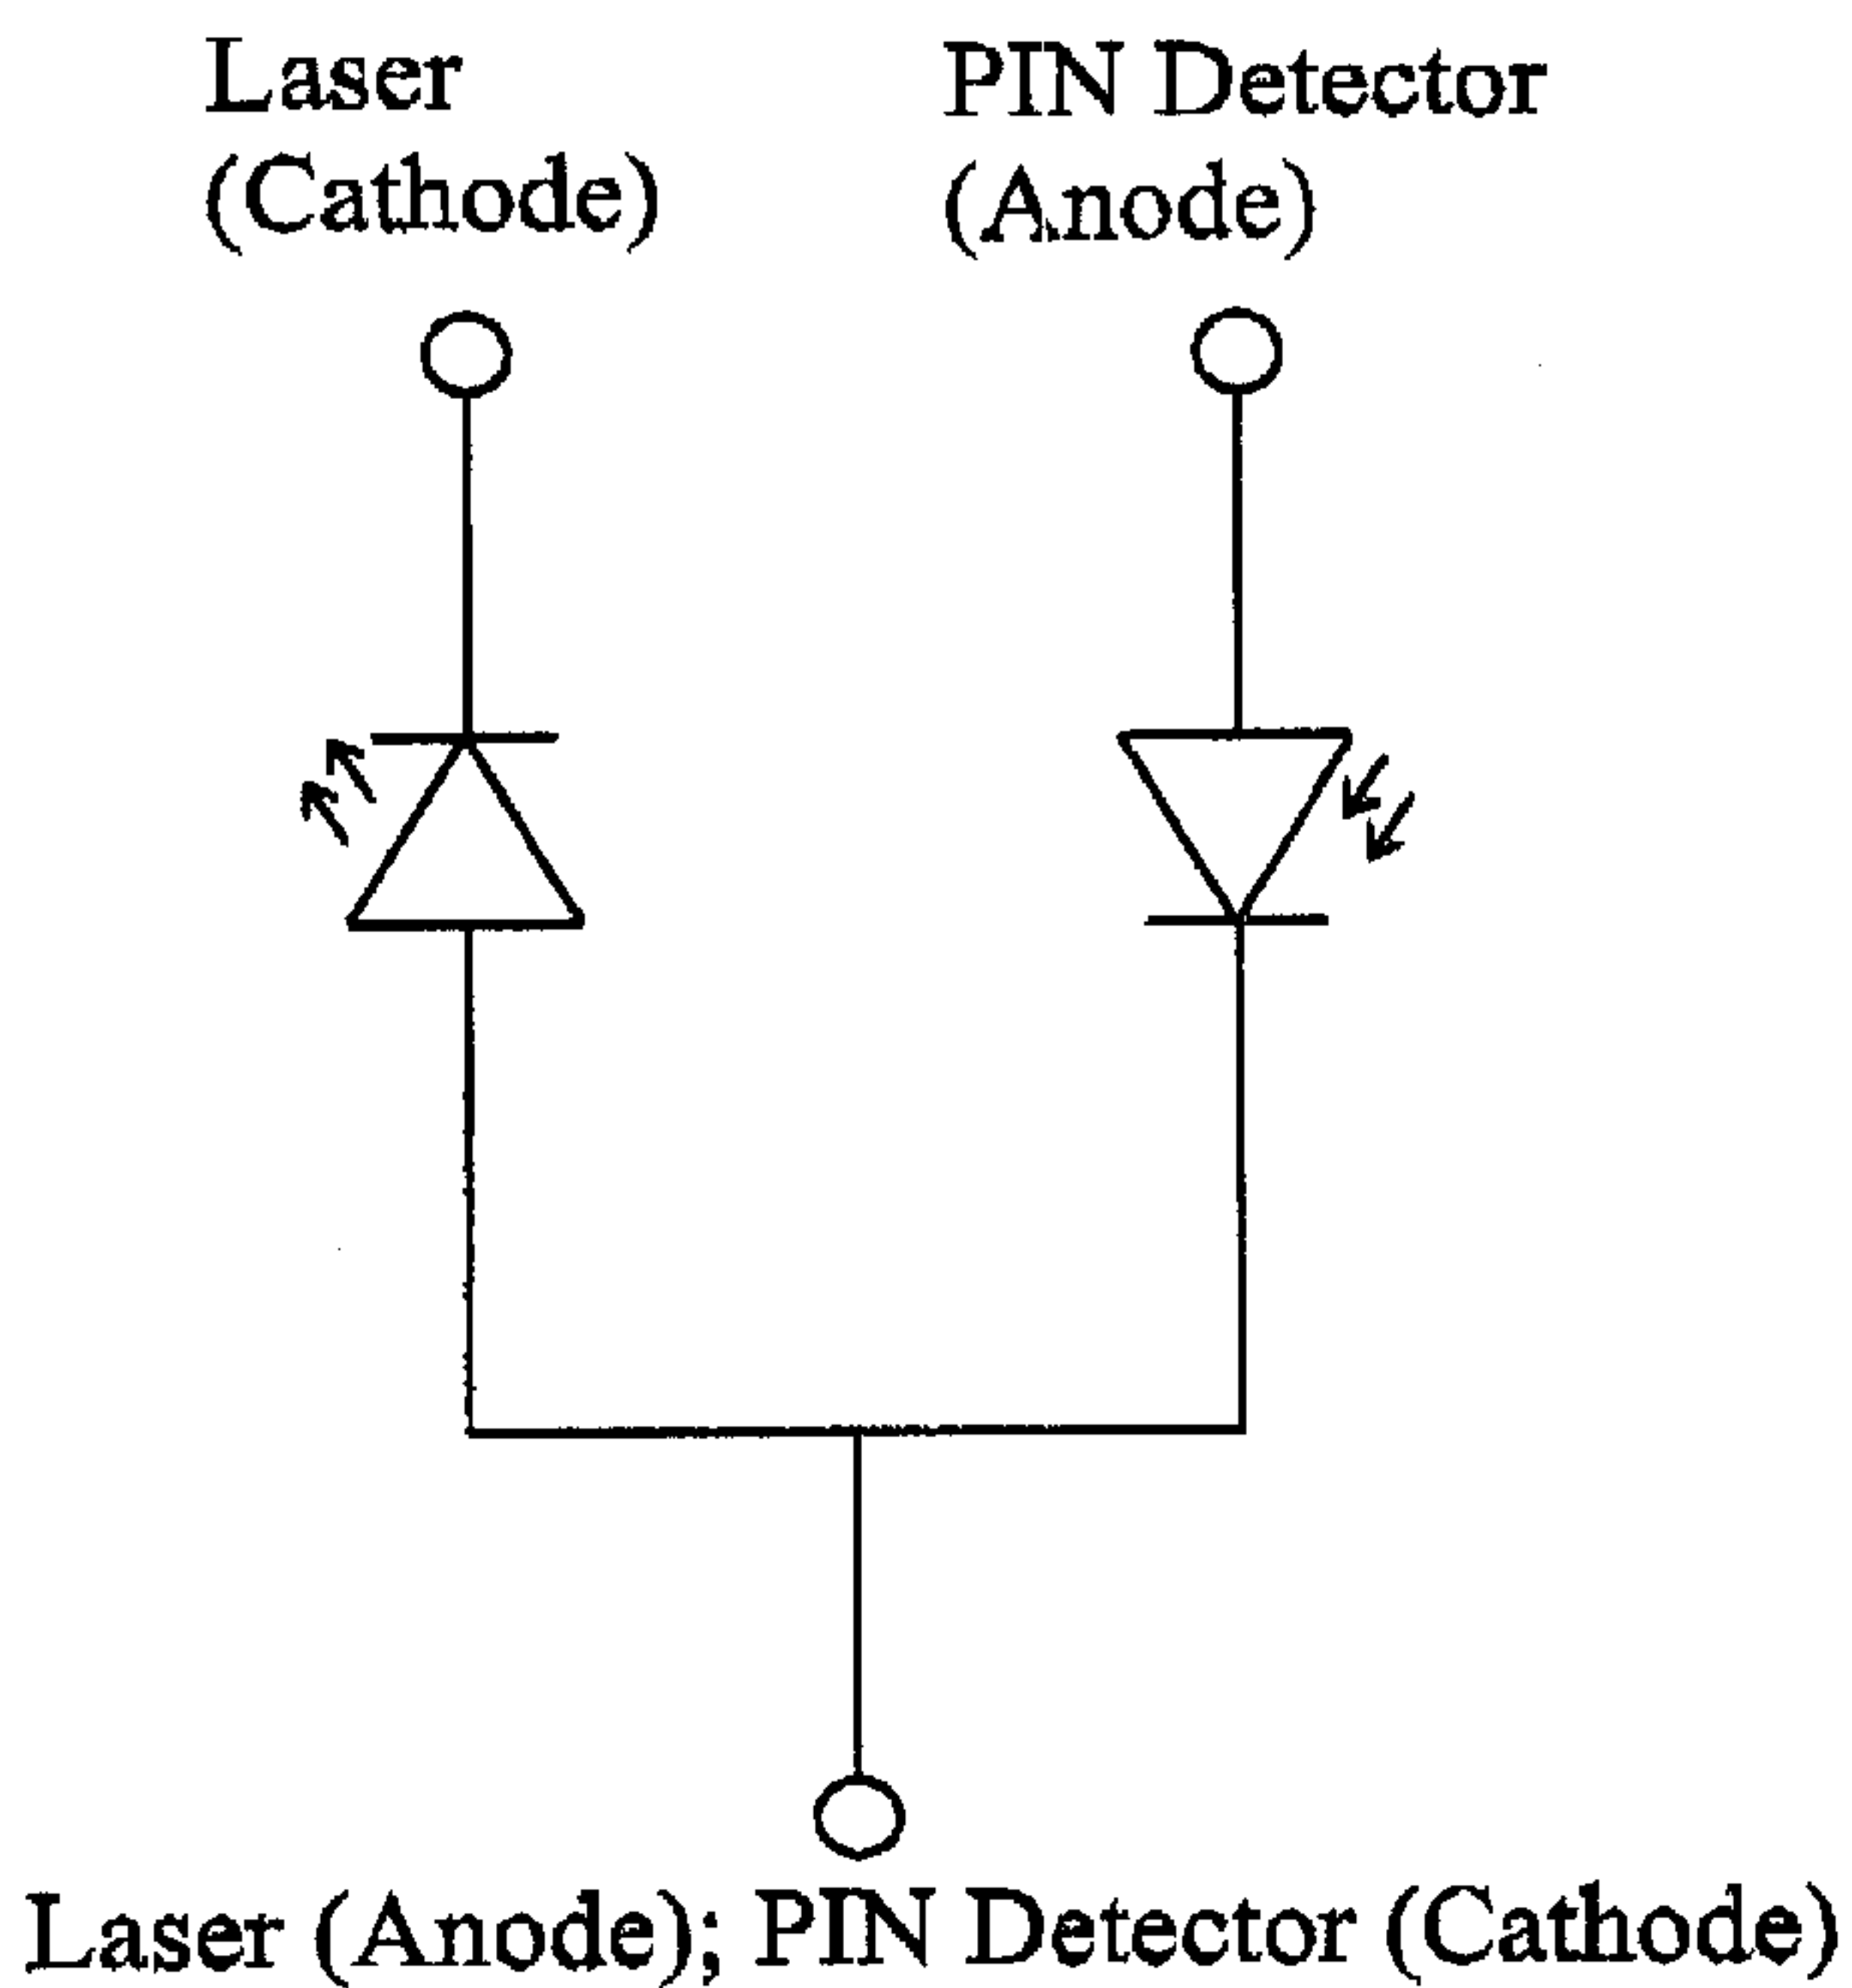 Laser
(Cathode)
PIN Detector
(Anode)
Laser (Anode); PIN Detector (Cathode)